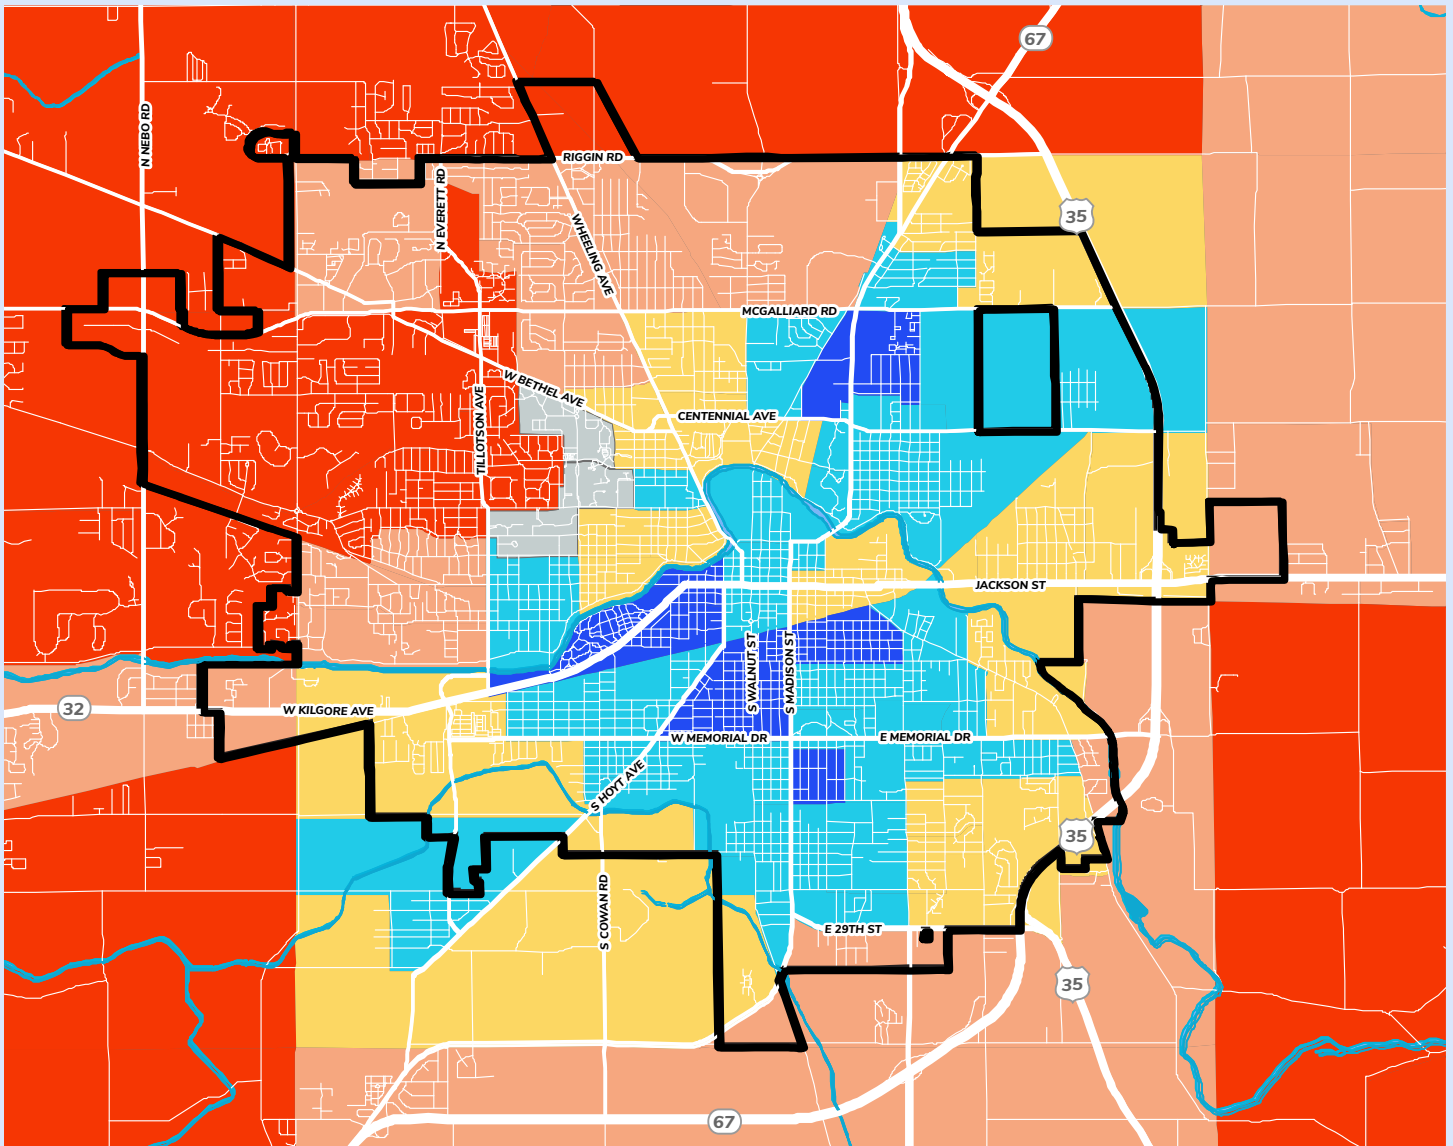 67
N NEBO RD
RIGGIN RD
N EVERETT RD
35
WHEELING AVE
MCGALLIARD RD
W BETHEL AVE
TILLOTSON AVE
CENTENNIAL AVE
JACKSON ST
S WALNUT ST
S MADISON ST
32
W KILGORE AVE
W MEMORIAL DR
E MEMORIAL DR
S HOYT AVE
35
S COWAN RD
E 29TH ST
35
67